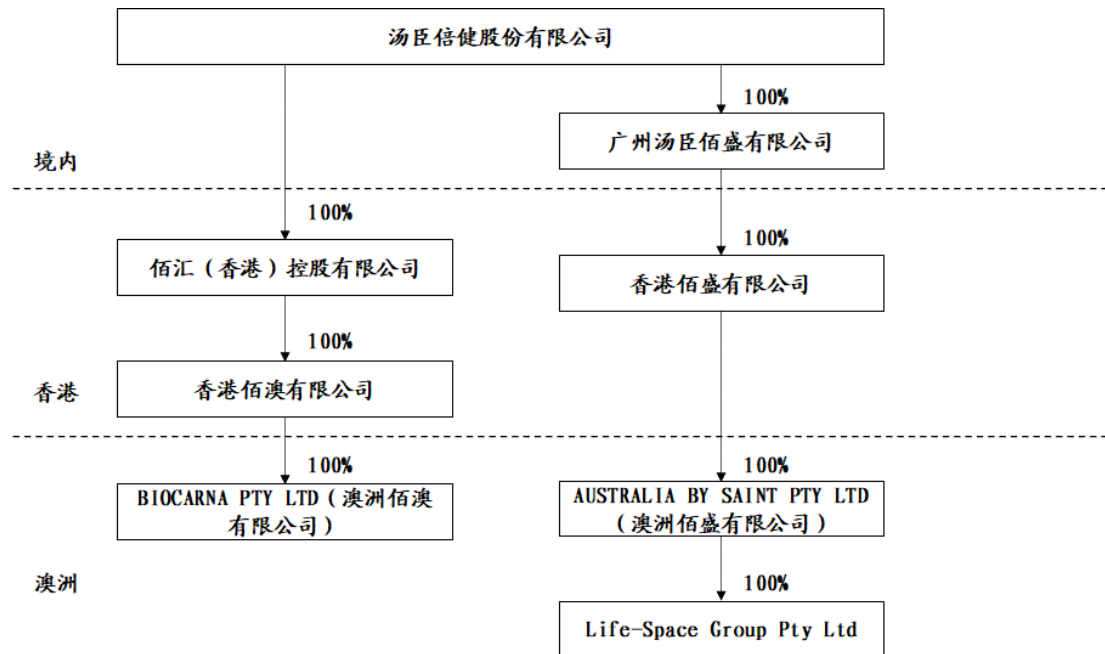 汤臣倍健股份有限公司
100%
广州汤臣佰盛有限公司
境内
100%
100%
佰汇（香港）控股有限公司
香港佰盛有限公司
100%
香港佰澳有限公司
香港
100%
100%
BIOCARNA PTY LTD（澳洲佰澳
有限公司）
AUSTRALIA BY SAINT PTY LTD
（澳洲佰盛有限公司）
澳洲
100%
Life-Space Group Pty Ltd